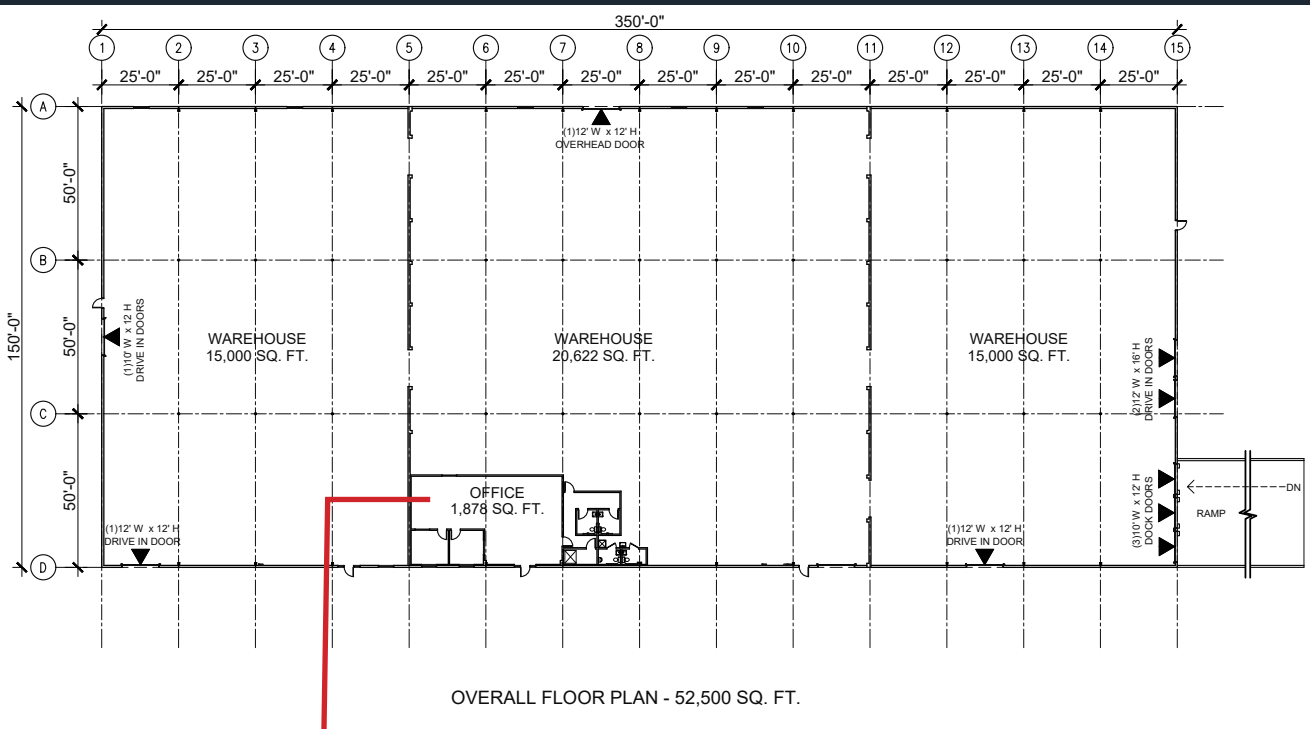 350'-0"
1 2 3 4 5 6 7 8 9 10 11 12 13 14 15
25'-0" 25'-0" 25'-0" 25'-0" 25'-0" 25'-0" 25'-0" 25'-0" 25'-0" 25'-0" 25'-0" 25'-0" 25'-0" 25'-0"
A
(1)12' W x 12' H
OVERHEAD DOOR
50'-0"
B
150'-0"
50'-0"
(1)10' W x 12 H
DRIVE IN DOORS
WAREHOUSE
15,000 SQ. FT.
WAREHOUSE
20,622 SQ. FT.
WAREHOUSE
15,000 SQ. FT.
(2)12' W x 16' H
DRIVE IN DOORS
C
50'-0"
OFFICE
1,878 SQ. FT.
(1)12' W x 12' H
DRIVE IN DOOR
(1)12' W x 12' H
DRIVE IN DOOR
(3)10' W x 12' H
DOCK DOORS
DN
RAMP
D
OVERALL FLOOR PLAN - 52,500 SQ. FT.